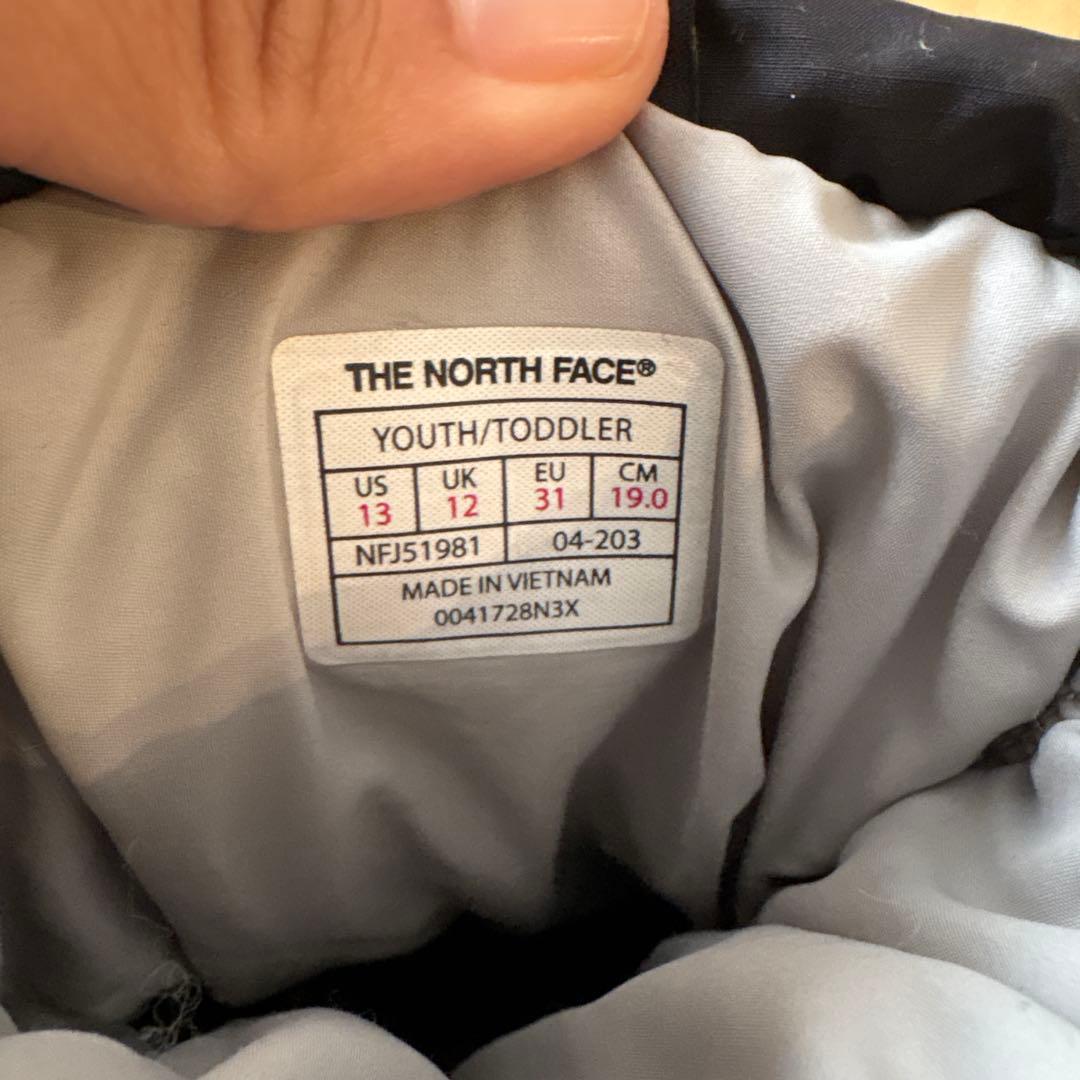 THE NORTH FACE®
YOUTH/TODDLER
US UK EU CM
13 12 31 19.0
NFJ51981 04-203
MADE IN VIETNAM
0041728N3X